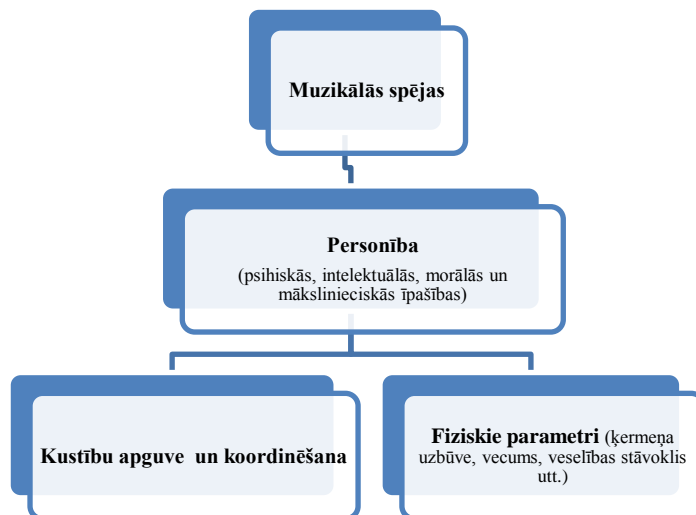 Muzikālās spējas
Personība
(psihiskās, intelektuālās, morālās un
mākslinieciskās īpašības)
Kustību apguve un koordinēšana
Fiziskie parametri (ķermeņa
uzbūve, vecums, veselības stāvoklis
utt.)